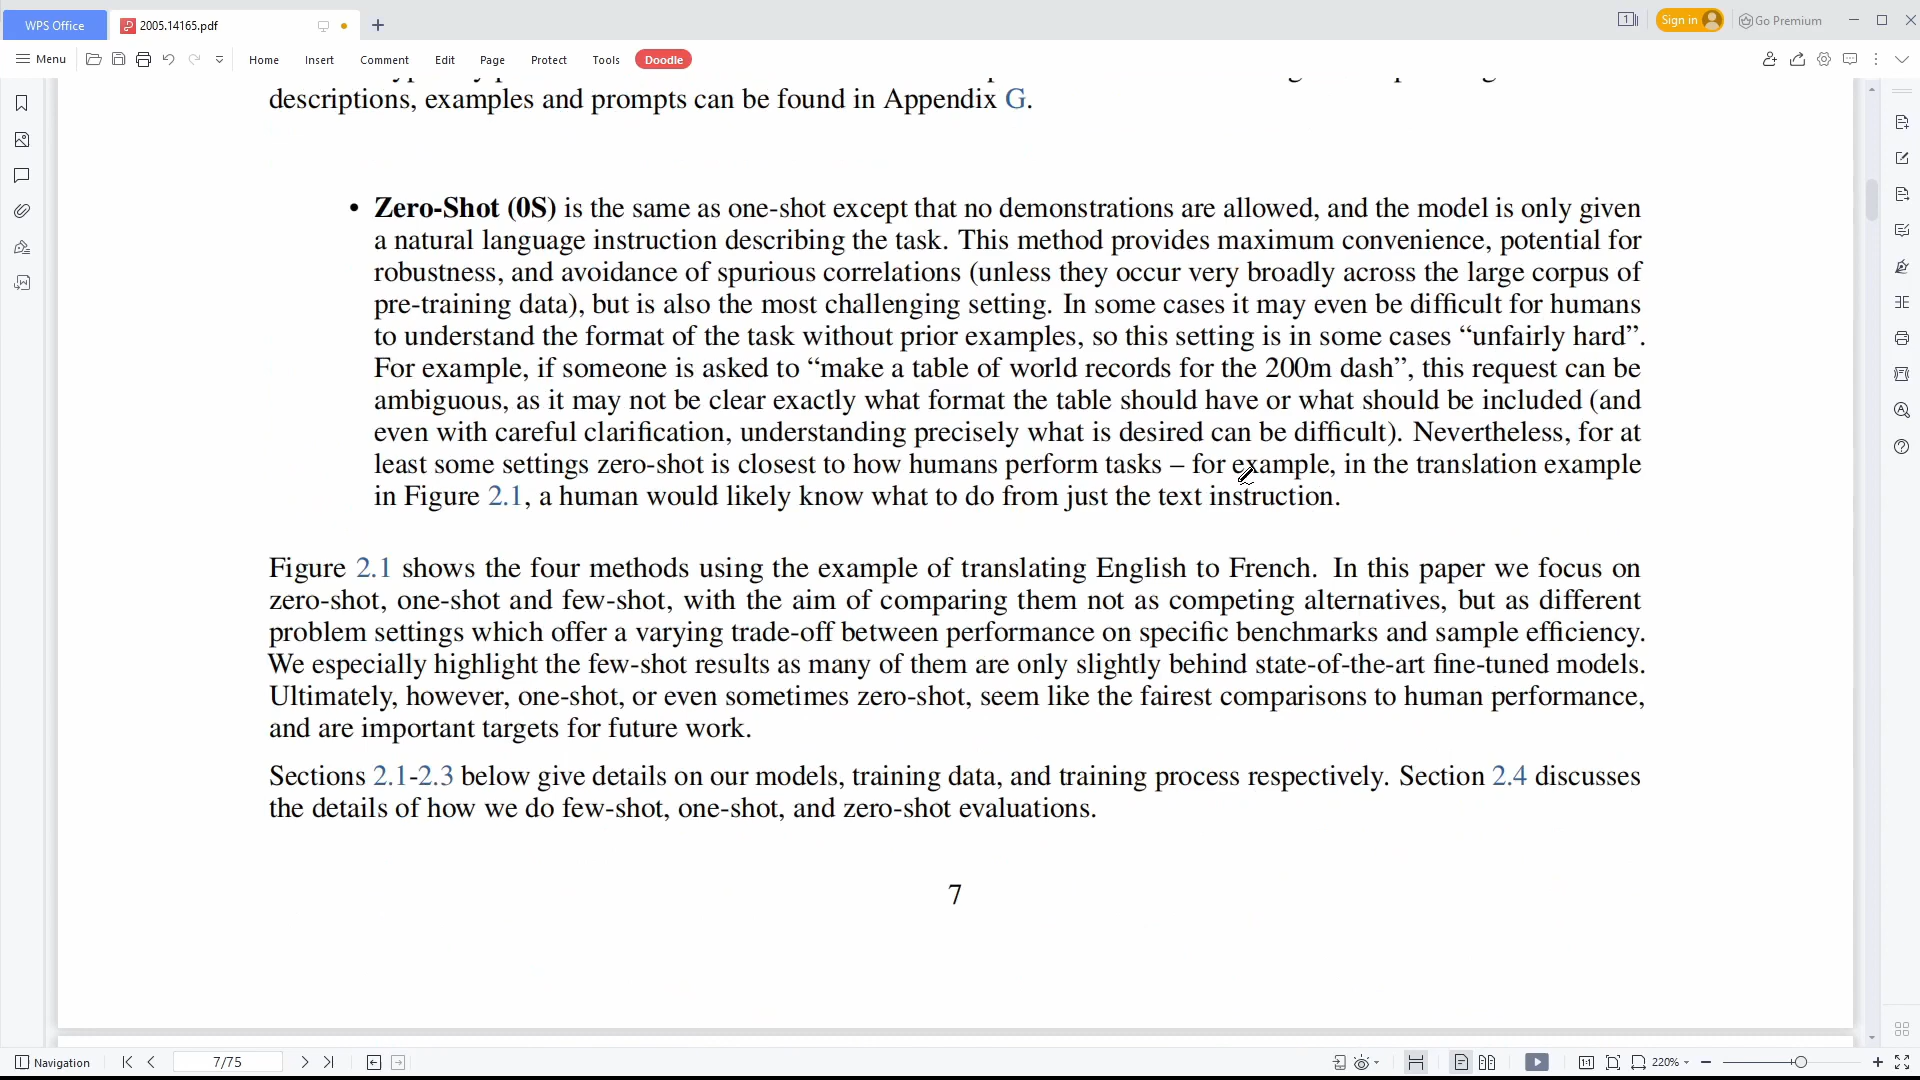 WPS Office
2005.14165.pdf
1
Sign in
Go Premium
Menu
Home
Insert
Comment
Edit
Page
Protect
Tools
Doodle
descriptions, examples and prompts can be found in Appendix G.
• Zero-Shot (0S) is the same as one-shot except that no demonstrations are allowed, and the model is only given
a natural language instruction describing the task. This method provides maximum convenience, potential for
robustness, and avoidance of spurious correlations (unless they occur very broadly across the large corpus of
pre-training data), but is also the most challenging setting. In some cases it may even be difficult for humans
to understand the format of the task without prior examples, so this setting is in some cases “unfairly hard”.
For example, if someone is asked to “make a table of world records for the 200m dash”, this request can be
ambiguous, as it may not be clear exactly what format the table should have or what should be included (and
even with careful clarification, understanding precisely what is desired can be difficult). Nevertheless, for at
least some settings zero-shot is closest to how humans perform tasks – for example, in the translation example
in Figure 2.1, a human would likely know what to do from just the text instruction.
Figure 2.1 shows the four methods using the example of translating English to French. In this paper we focus on
zero-shot, one-shot and few-shot, with the aim of comparing them not as competing alternatives, but as different
problem settings which offer a varying trade-off between performance on specific benchmarks and sample efficiency.
We especially highlight the few-shot results as many of them are only slightly behind state-of-the-art fine-tuned models.
Ultimately, however, one-shot, or even sometimes zero-shot, seem like the fairest comparisons to human performance,
and are important targets for future work.
Sections 2.1-2.3 below give details on our models, training data, and training process respectively. Section 2.4 discusses
the details of how we do few-shot, one-shot, and zero-shot evaluations.
7
Navigation
7/75
1:1
220%